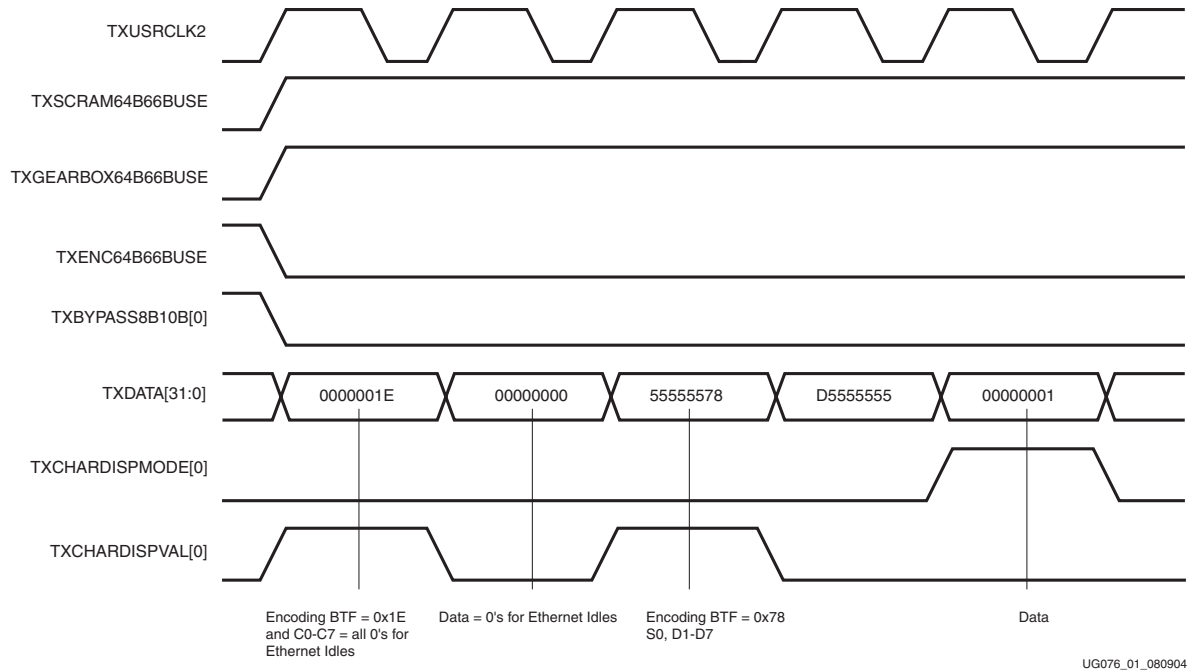 TXUSRCLK2
TXSCRAM64B66BUSE
TXGEARBOX64B66BUSE
TXENC64B66BUSE
TXBYPASS8B10B[0]
TXDATA[31:0] 0000001E 00000000 55555578 D5555555 00000001
TXCHARDISPMODE[0]
TXCHARDISPVAL[0]
Encoding BTF = 0x1E
and C0-C7 = all 0's for
Ethernet Idles
Data = 0's for Ethernet Idles
Encoding BTF = 0x78
S0, D1-D7
Data
UG076_01_080904